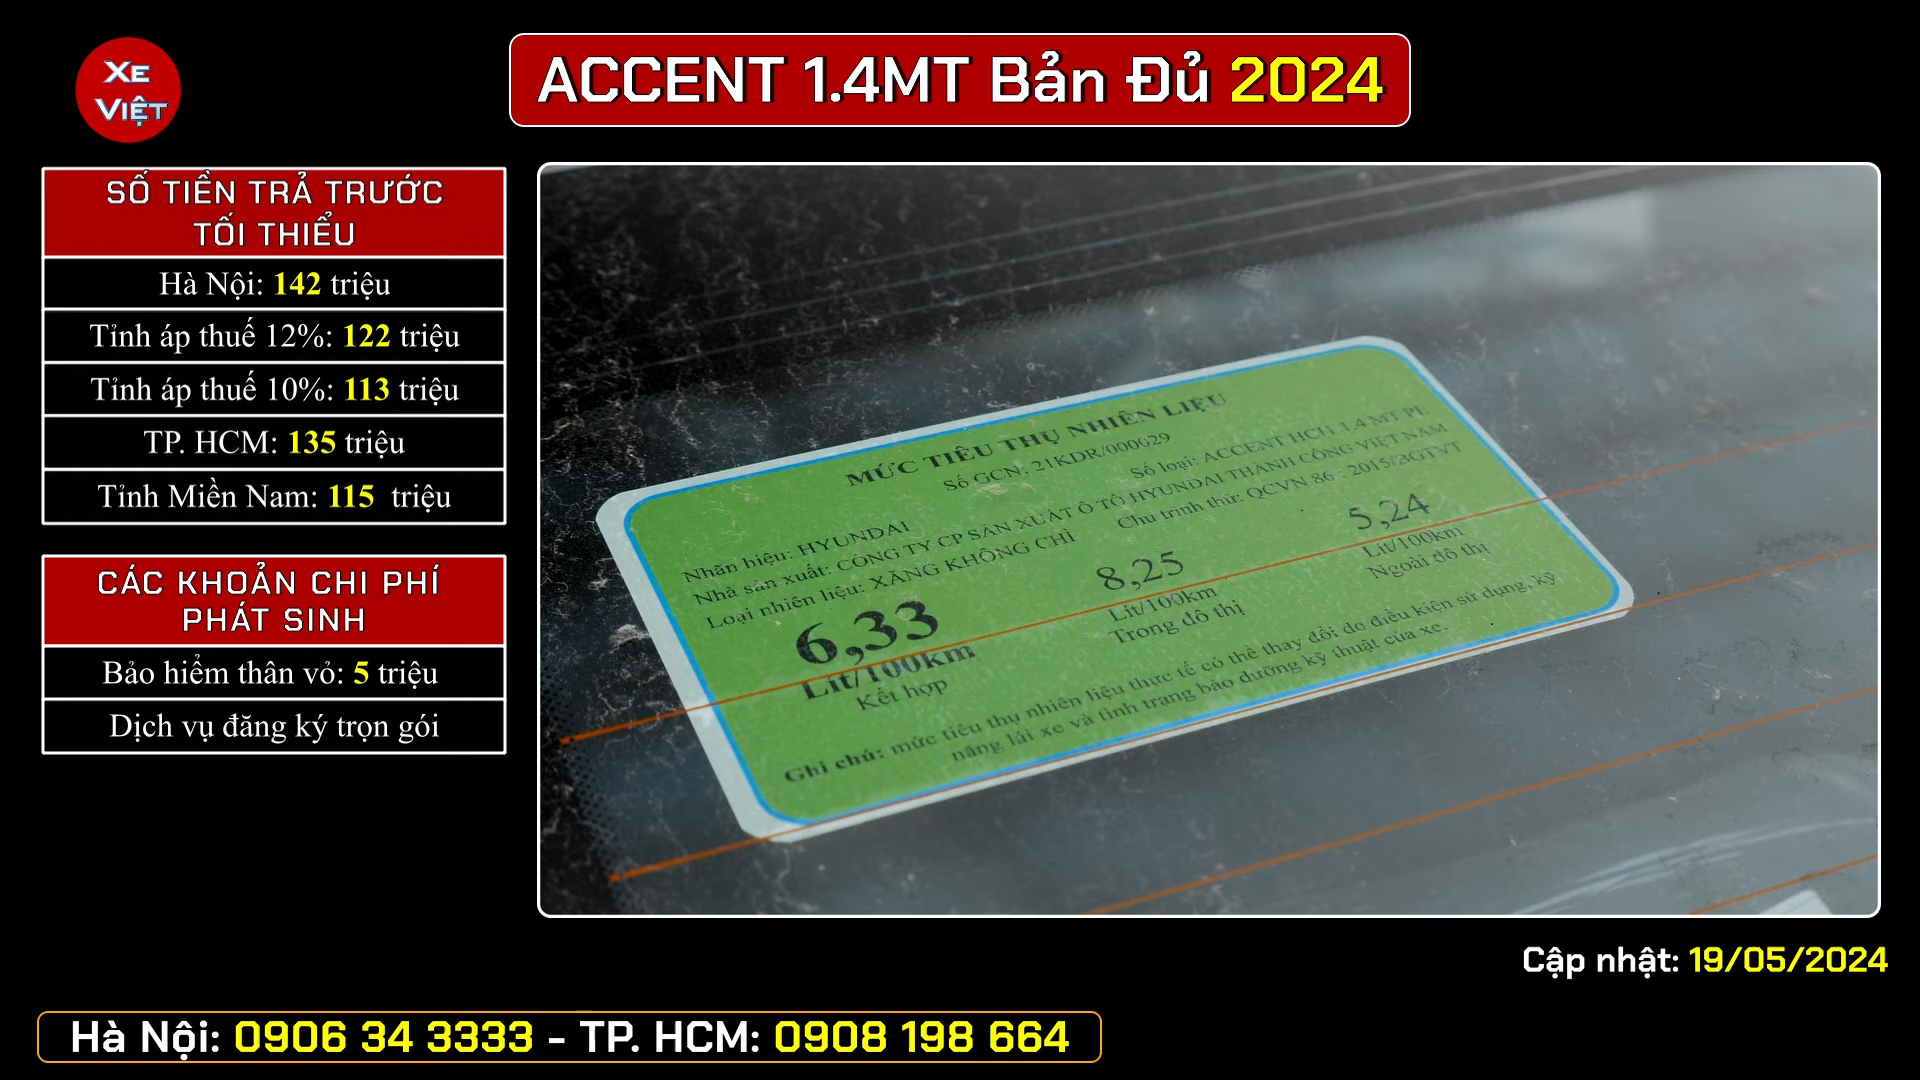 XE
VIỆT
ACCENT 1.4MT Bản Đủ 2024
SỐ TIỀN TRẢ TRƯỚC
TỐI THIỂU
Hà Nội: 142 triệu
Tỉnh áp thuế 12%: 122 triệu
Tỉnh áp thuế 10%: 113 triệu
TP. HCM: 135 triệu
Tỉnh Miền Nam: 115 triệu
CÁC KHOẢN CHI PHÍ
PHÁT SINH
Bảo hiểm thân vỏ: 5 triệu
Dịch vụ đăng ký trọn gói
MỨC TIÊU THỤ NHIÊN LIỆU
Số GCN: 21KDR/000029
Nhãn hiệu: HYUNDAI
Số loại: ACCENT HCI1 1.4 MT PL
Nhà sản xuất: CÔNG TY CP SẢN XUẤT Ô TÔ HYUNDAI THÀNH CÔNG VIỆT NAM
Loại nhiên liệu: XĂNG KHÔNG CHÌ
Chu trình thử: QCVN 86 : 2015/BGTVT
6,33
Lít/100km
Kết hợp
8,25
Lít/100km
Trong đô thị
5,24
Lít/100km
Ngoài đô thị
Ghi chú: mức tiêu thụ nhiên liệu thực tế có thể thay đổi do điều kiện sử dụng, kỹ
năng lái xe và tình trạng bảo dưỡng kỹ thuật của xe.
Cập nhật: 19/05/2024
Hà Nội: 0906 34 3333 - TP. HCM: 0908 198 664